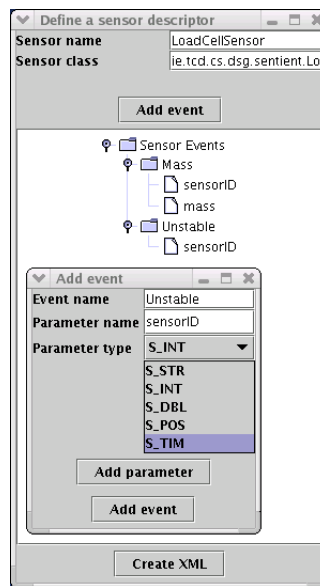 Define a sensor descriptor
Sensor name LoadCellSensor
Sensor class ie.tcd.cs.dsg.sentient.Lo
Add event
Sensor Events
Mass
sensorID
mass
Unstable
sensorID
Add event
Event name Unstable
Parameter name sensorID
Parameter type S_INT
S_STR
S_INT
S_DBL
S_POS
S_TIM
Add parameter
Add event
Create XML